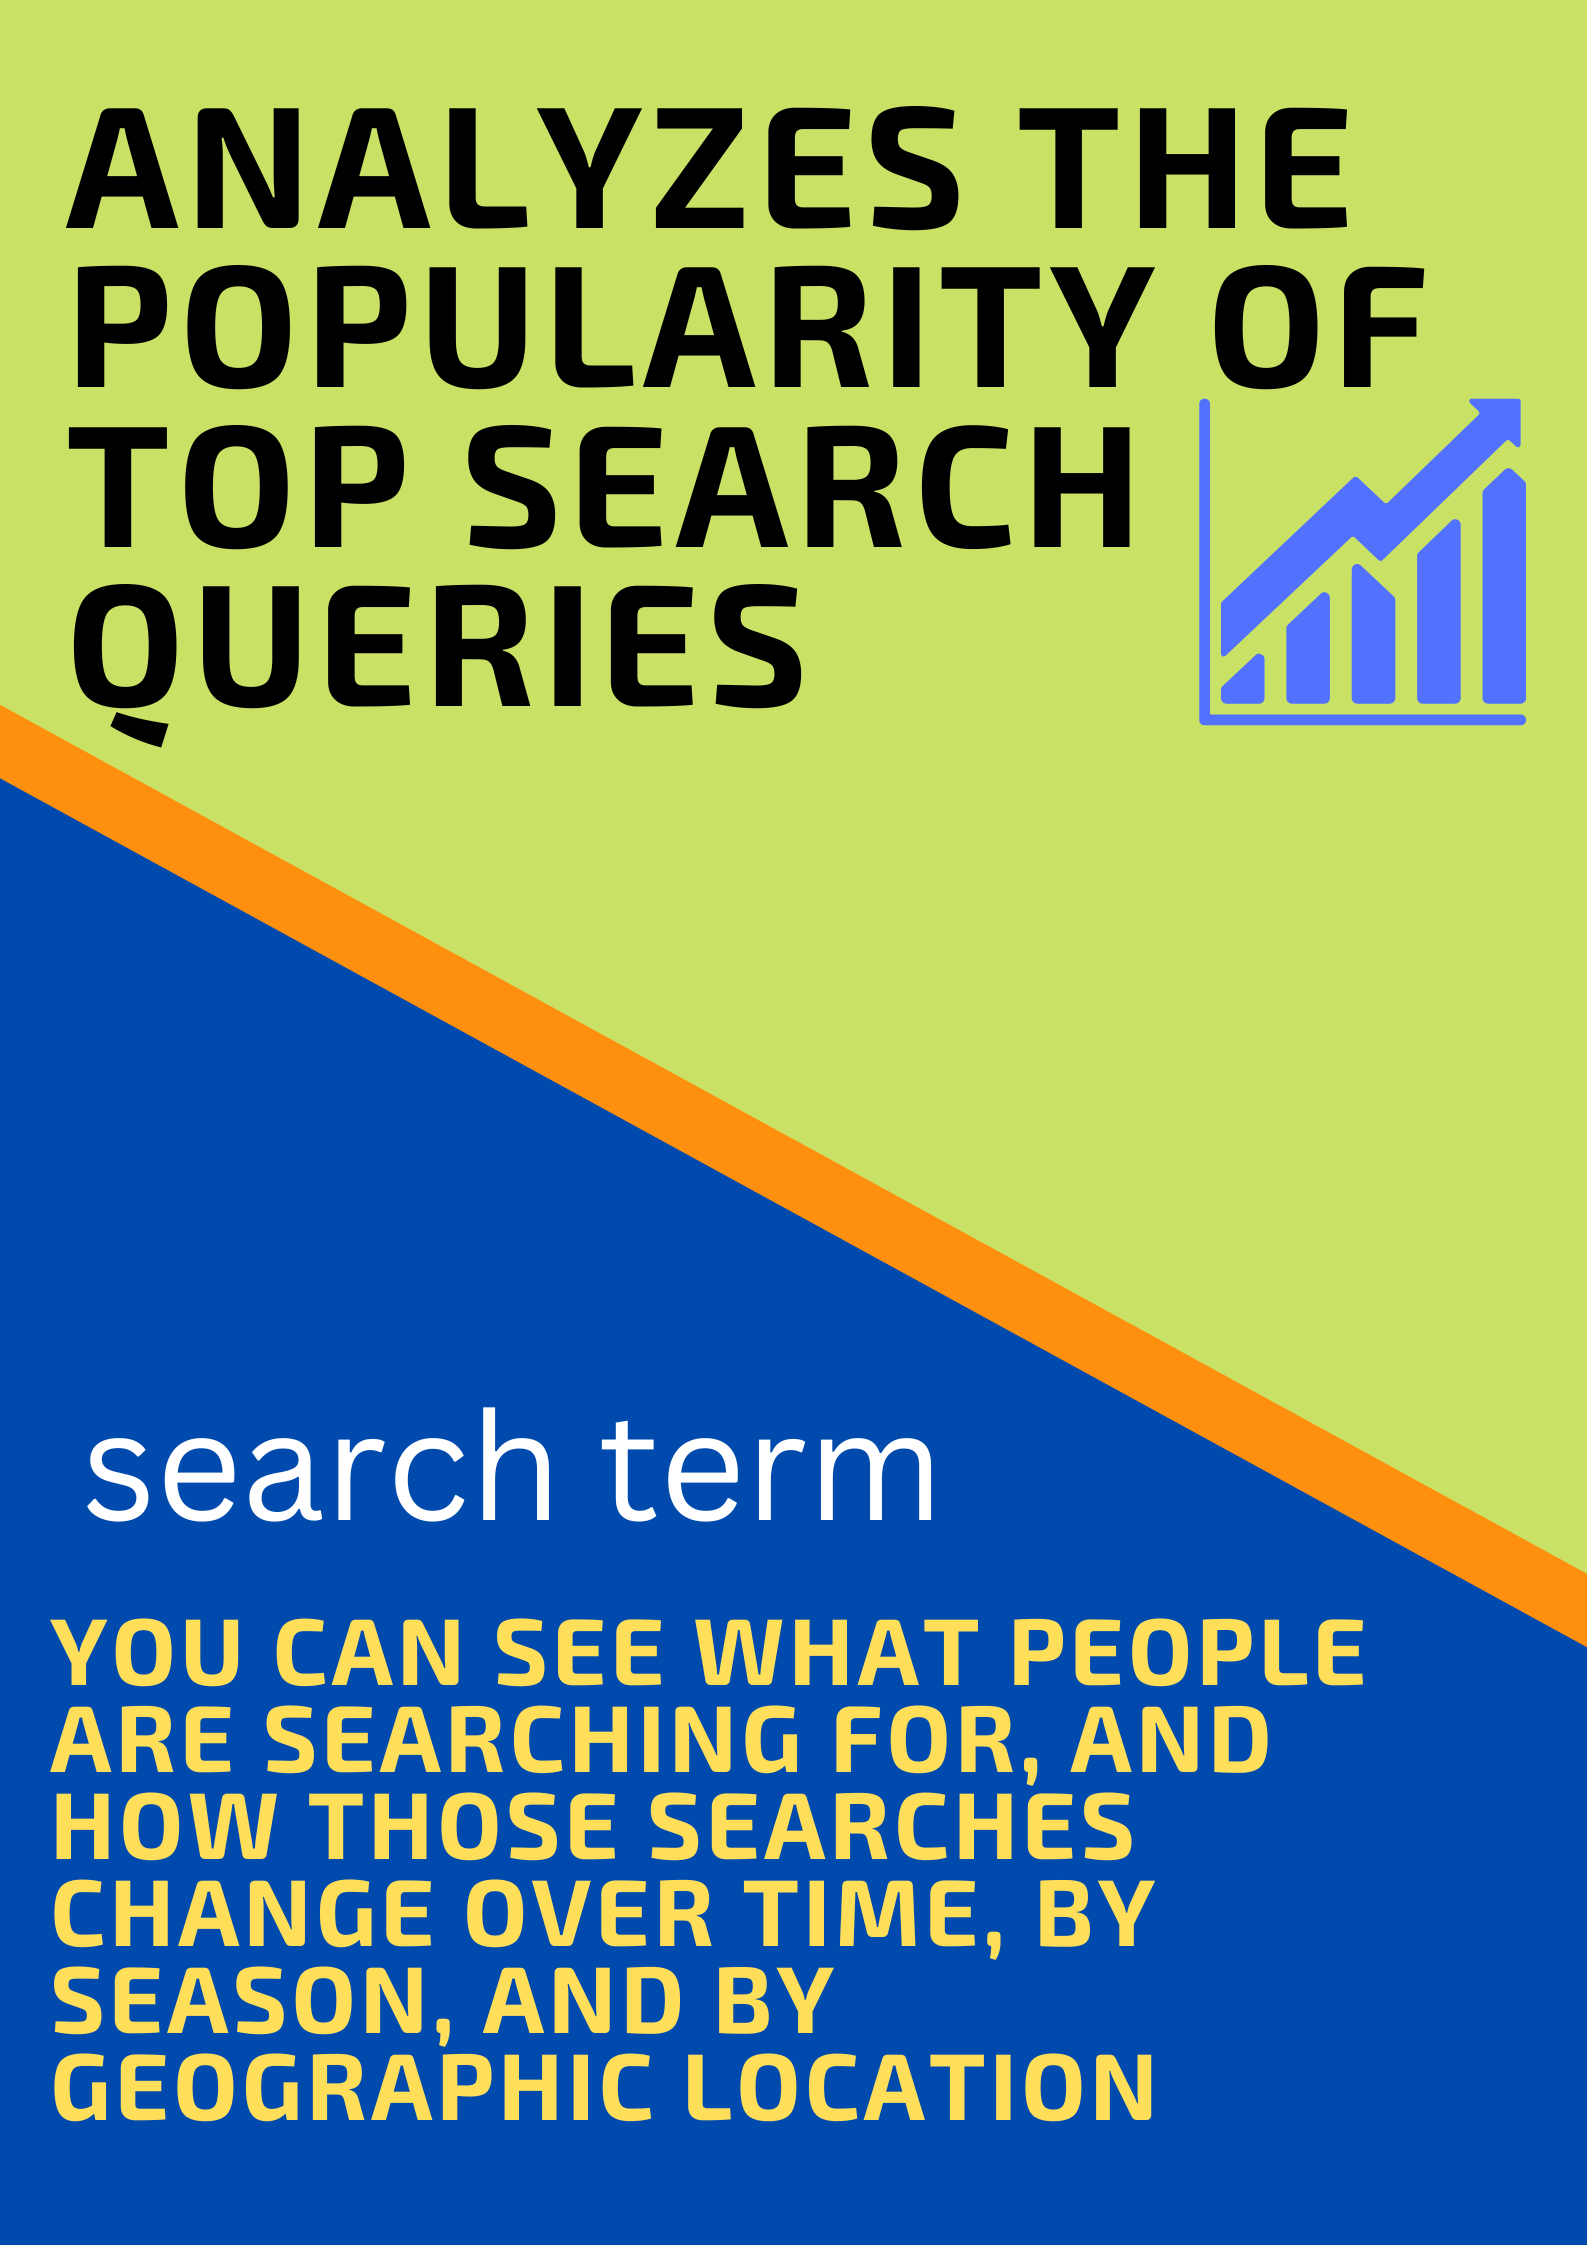 ANALYZES THE
POPULARITY OF
TOP SEARCH
QUERIES
search term
YOU CAN SEE WHAT PEOPLE
ARE SEARCHING FOR, AND
HOW THOSE SEARCHES
CHANGE OVER TIME, BY
SEASON, AND BY
GEOGRAPHIC LOCATION